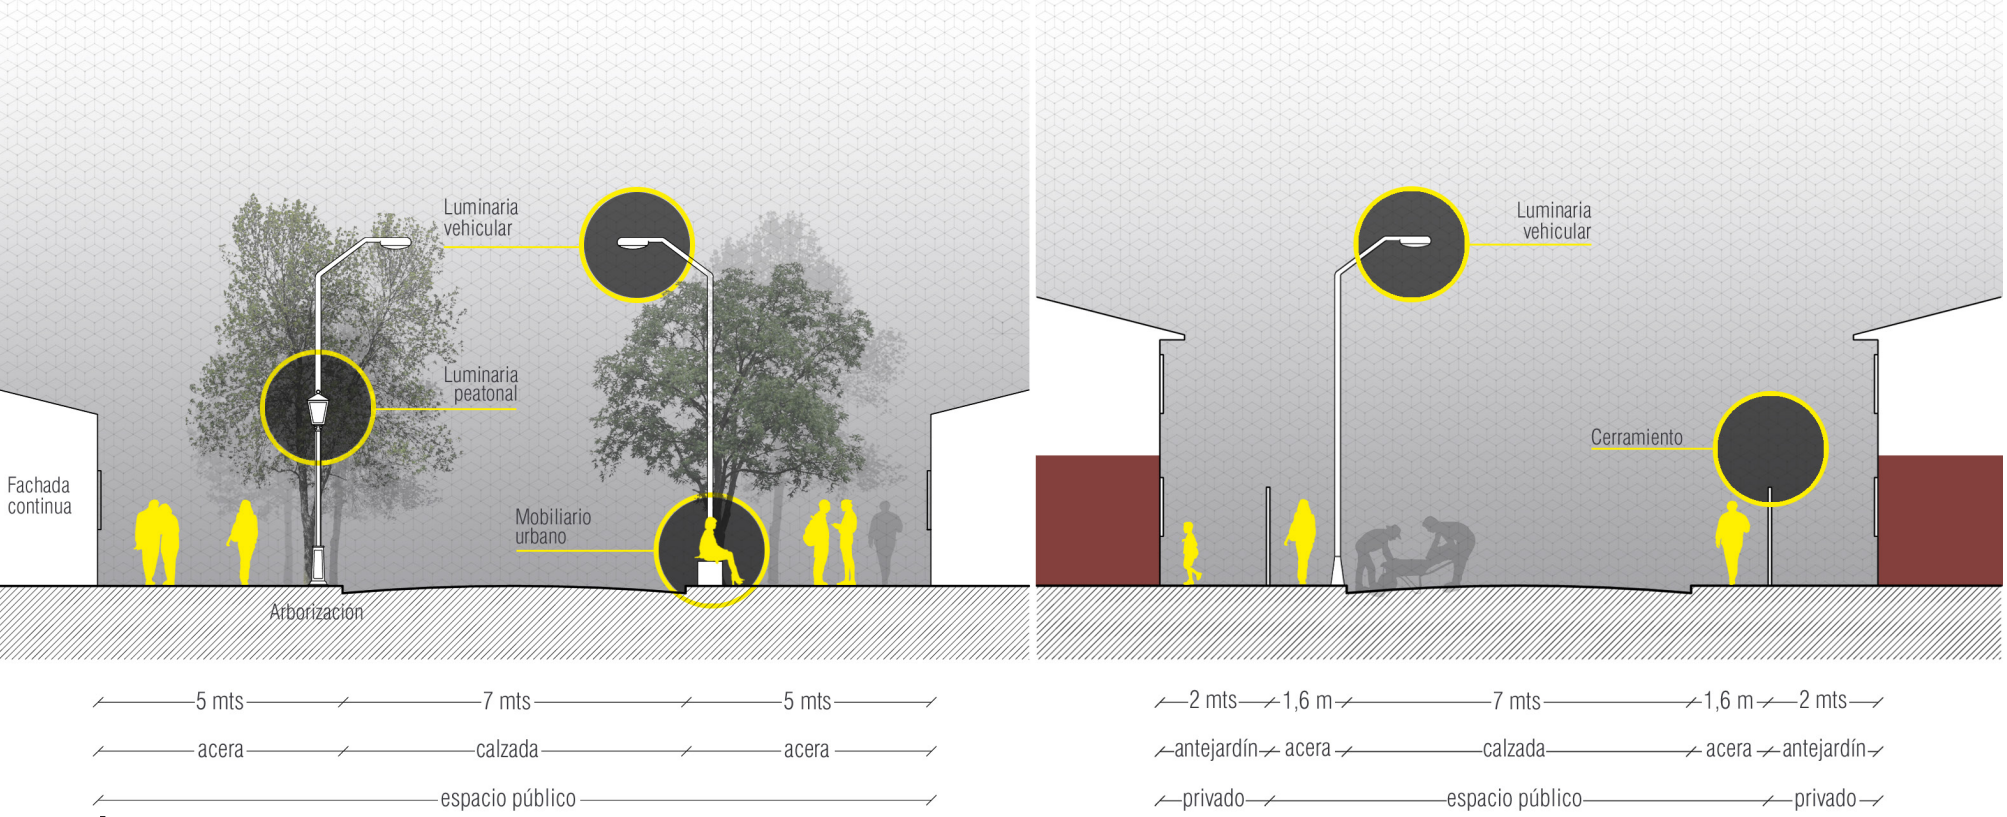 Luminaria
vehicular
Luminaria
peatonal
Fachada
continua
Mobiliario
urbano
Arborización
5 mts 7 mts 5 mts
acera calzada acera
espacio público
Luminaria
vehicular
Cerramiento
2 mts 1,6 m 7 mts 1,6 m 2 mts
antejardín acera calzada acera antejardín
privado espacio público privado